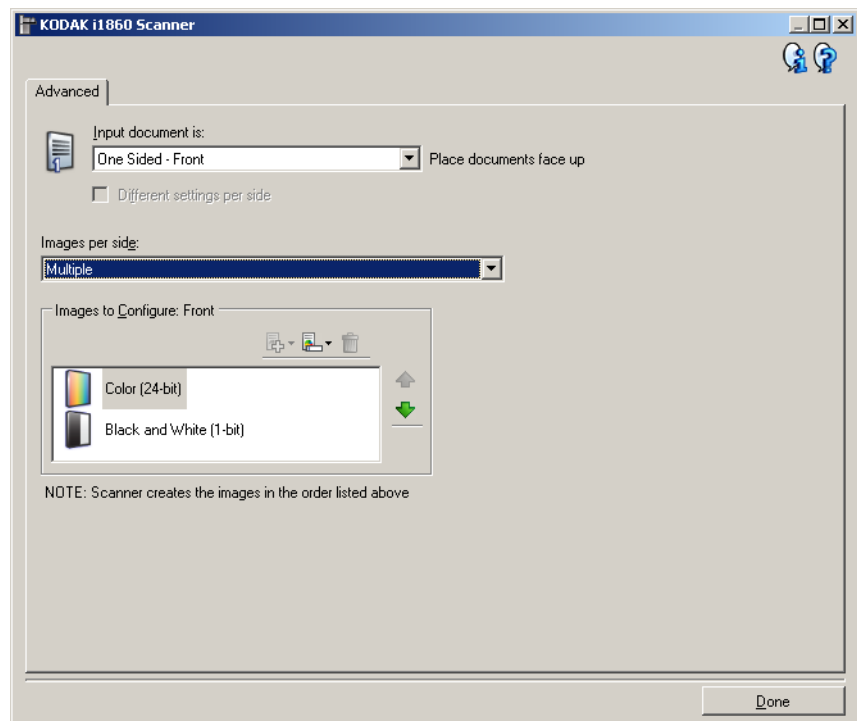 KODAK i1860 Scanner
Advanced
Input document is:
One Sided - Front
Place documents face up
Different settings per side
Images per side:
Multiple
Images to Configure: Front
Color (24-bit)
Black and White (1-bit)
NOTE: Scanner creates the images in the order listed above
Done